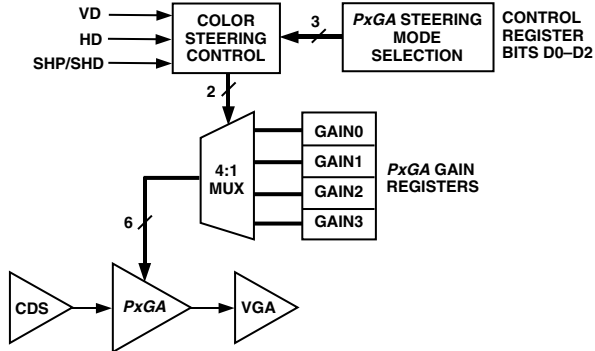 VD
HD
SHP/SHD
COLOR
STEERING
CONTROL
3
PxGA STEERING
MODE
SELECTION
CONTROL
REGISTER
BITS D0–D2
2
4:1
MUX
GAIN0
GAIN1
GAIN2
GAIN3
PxGA GAIN
REGISTERS
6
CDS
PxGA
VGA